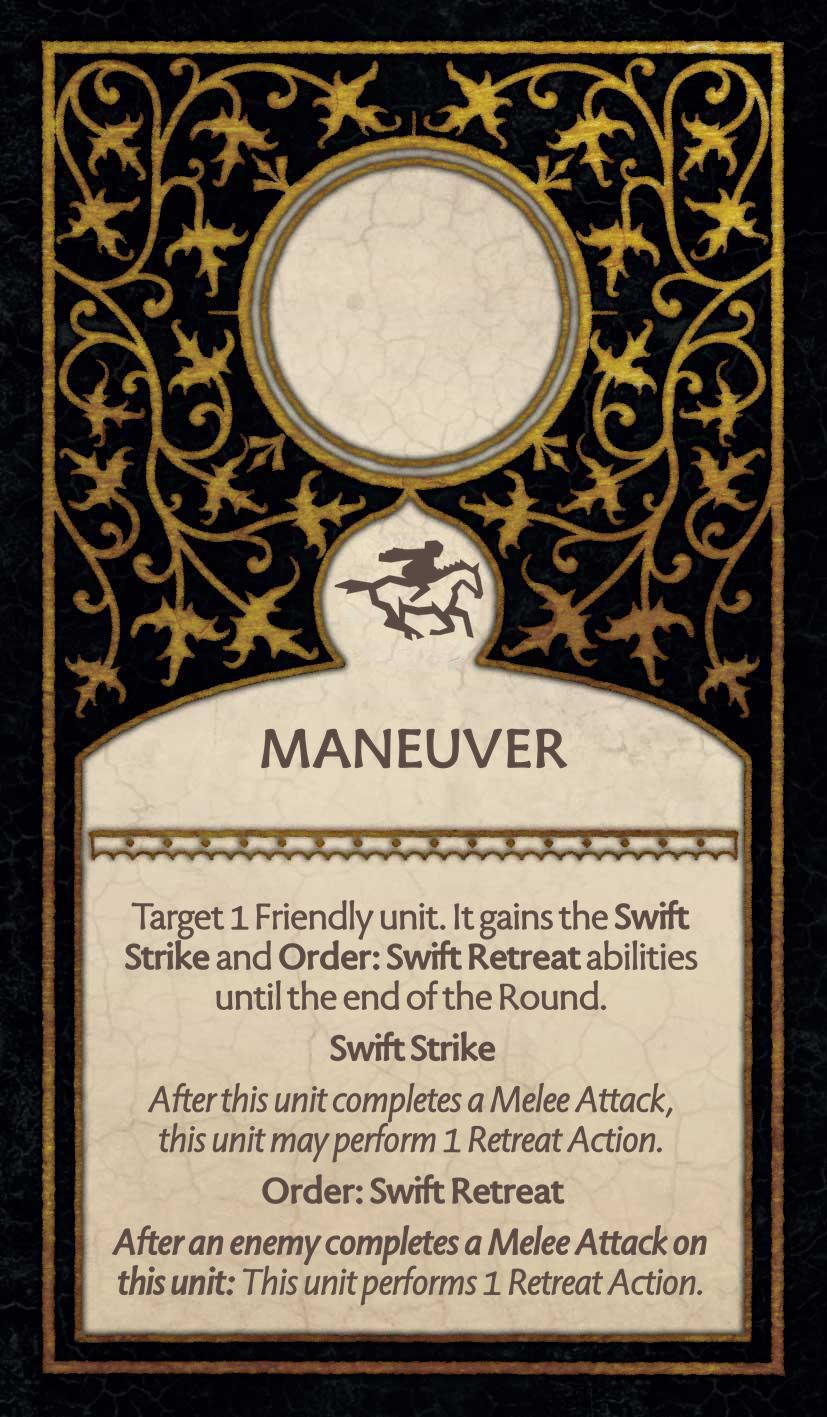 MANEUVER
Target 1 Friendly unit. It gains the Swift
Strike and Order: Swift Retreat abilities
until the end of the Round.
Swift Strike
After this unit completes a Melee Attack,
this unit may perform 1 Retreat Action.
Order: Swift Retreat
After an enemy completes a Melee Attack on
this unit: This unit performs 1 Retreat Action.